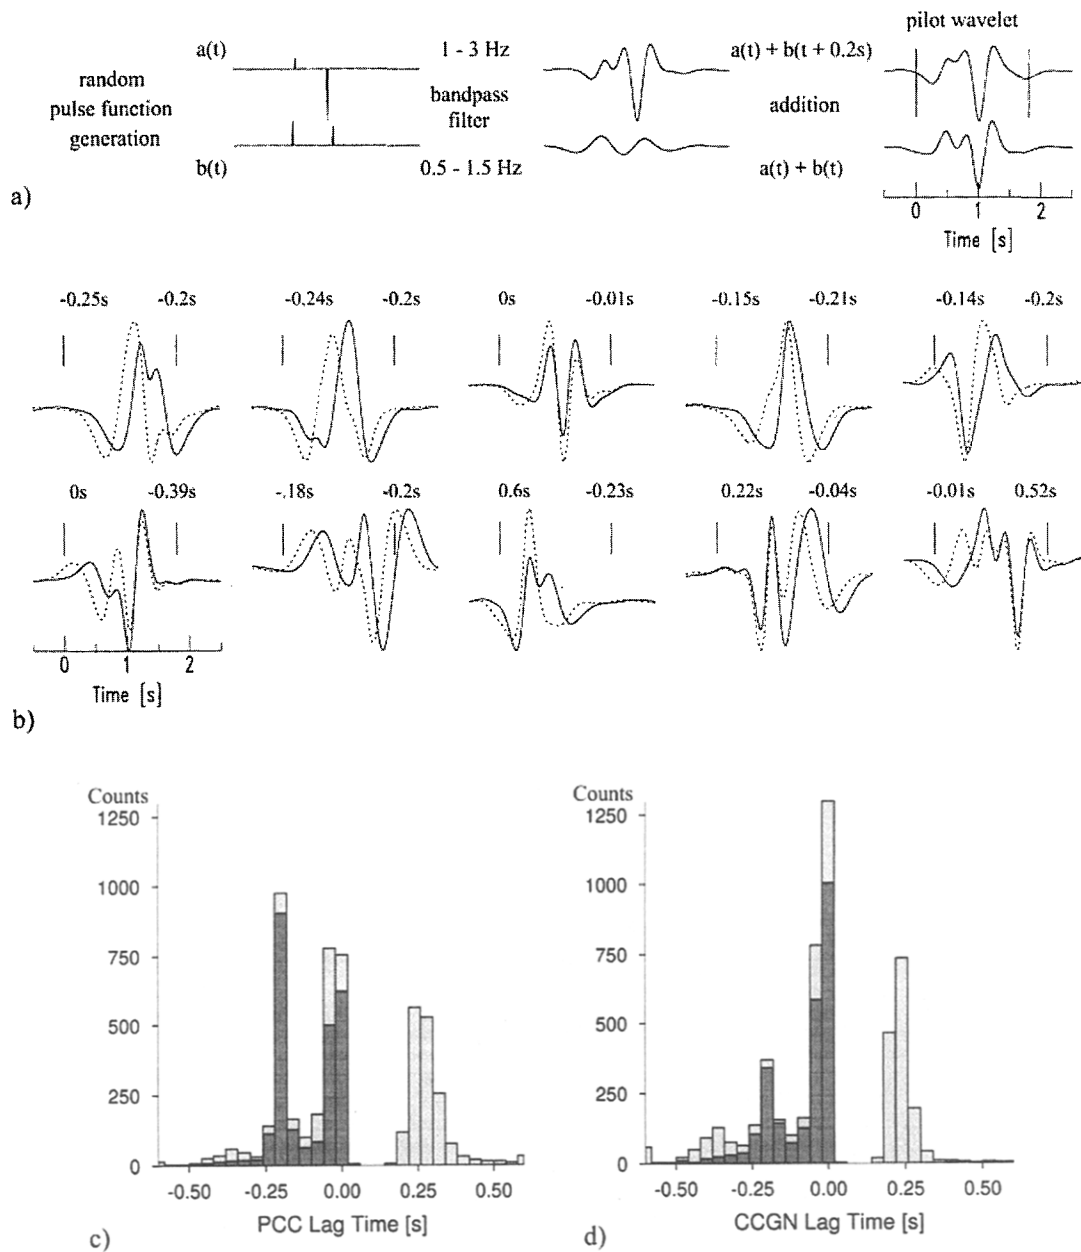 pilot wavelet
a(t) 1 - 3 Hz a(t) + b(t + 0.2s)
random
pulse function
generation
bandpass
filter
addition
b(t) 0.5 - 1.5 Hz a(t) + b(t)
a)
0 1 2
Time [s]
-0.25s -0.2s -0.24s -0.2s 0s -0.01s -0.15s -0.21s -0.14s -0.2s
0s -0.39s -.18s -0.2s 0.6s -0.23s 0.22s -0.04s -0.01s 0.52s
0 1 2
Time [s]
b)
Counts
1250
1000
750
500
250
0
-0.50 -0.25 0.00 0.25 0.50
PCC Lag Time [s]
c)
Counts
1250
1000
750
500
250
0
-0.50 -0.25 0.00 0.25 0.50
CCGN Lag Time [s]
d)